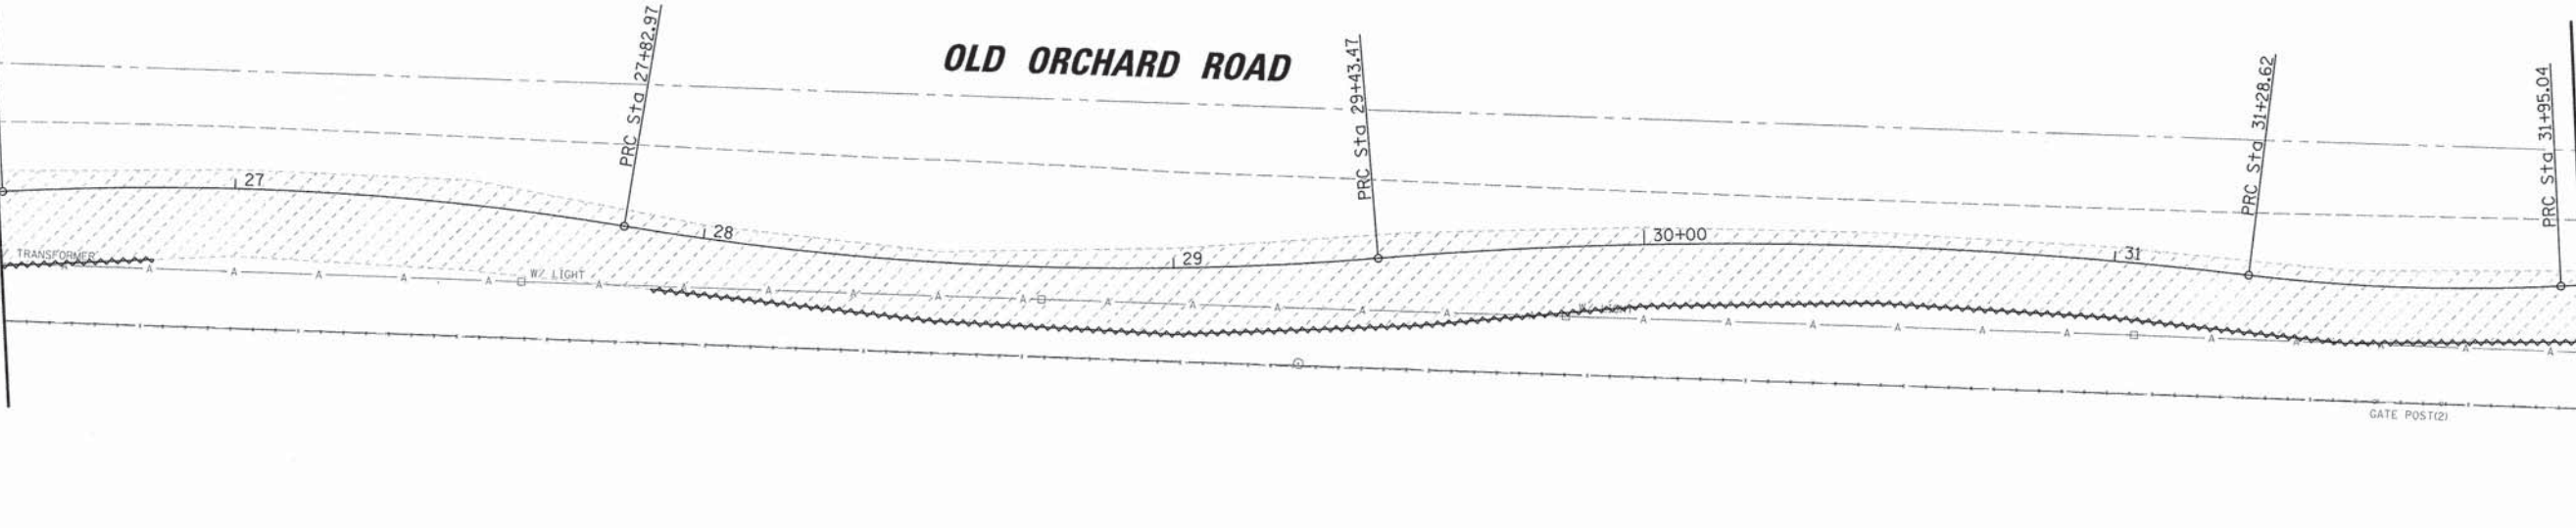 OLD ORCHARD ROAD
PRC Sta 27+82.97
PRC Sta 29+43.47
PRC Sta 31+28.62
PRC Sta 31+95.04
27
28
29
30+00
31
TRANSFORMER
A A A A A A A A A A A A A A A A A A A A A A A A A A A
W/ LIGHT
W/ LIGHT
GATE POST(2)